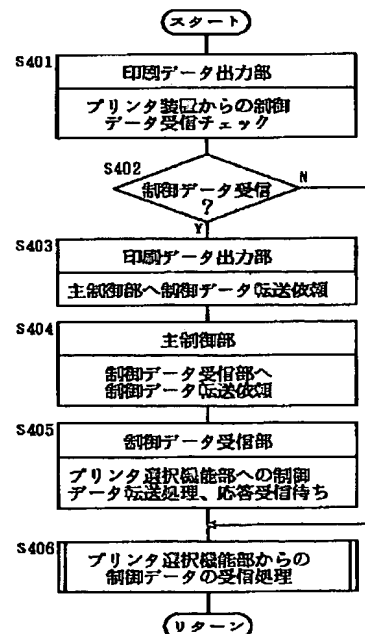 スタート
S401
印刷データ出力部
プリンタ装置からの制御
データ受信チェック
S402
制御データ受信
?
N
Y
S403
印刷データ出力部
主制御部へ制御データ転送依頼
S404
主制御部
制御データ受信部へ
制御データ転送依頼
S405
制御データ受信部
プリンタ選択機能部への制御
データ転送処理、応答受信待ち
S406
プリンタ選択機能部からの
制御データの受信処理
リターン